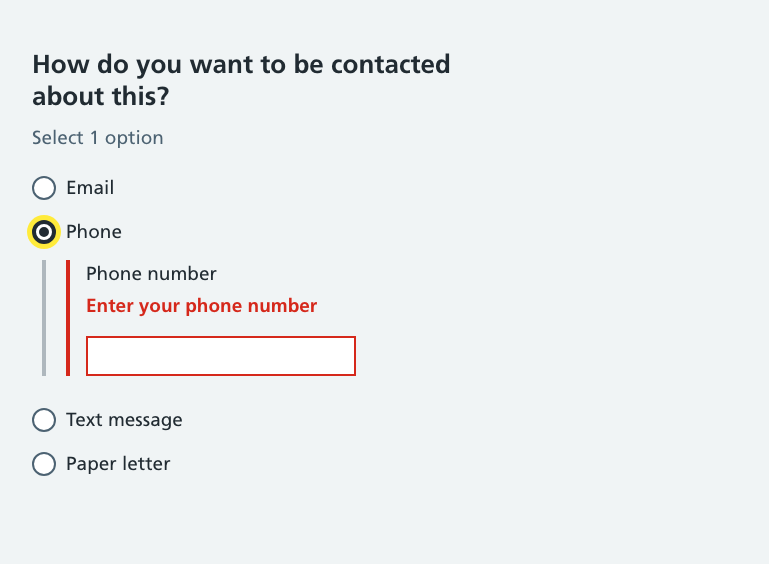 How do you want to be contacted
about this?
Select 1 option
Email
Phone
Phone number
Enter your phone number
Text message
Paper letter